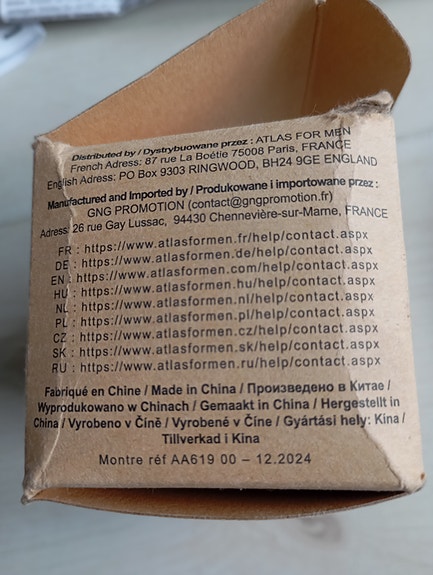 Distributed by / Dystrybuowane przez : ATLAS FOR MEN
French Adress: 87 rue La Boétie 75008 Paris, FRANCE
English Adress: PO Box 9303 RINGWOOD, BH24 9GE ENGLAND
Manufactured and Imported by / Produkowane i importowane przez :
GNG PROMOTION (contact@gngpromotion.fr)
Adress: 26 rue Gay Lussac, 94430 Chennevière-sur-Marne, FRANCE
FR : https://www.atlasformen.fr/help/contact.aspx
DE : https://www.atlasformen.de/help/contact.aspx
EN : https://www.atlasformen.com/help/contact.aspx
HU : https://www.atlasformen.hu/help/contact.aspx
NL : https://www.atlasformen.nl/help/contact.aspx
PL : https://www.atlasformen.pl/help/contact.aspx
CZ : https://www.atlasformen.cz/help/contact.aspx
SK : https://www.atlasformen.sk/help/contact.aspx
RU : https://www.atlasformen.ru/help/contact.aspx
Fabriqué en Chine / Made in China / Произведено в Китае /
Wyprodukowano w Chinach / Gemaakt in China / Hergestellt in
China / Vyrobeno v Čině / Vyrobené v Číne / Gyártási hely: Kína /
Tillverkad i Kina
Montre réf AA619 00 – 12.2024